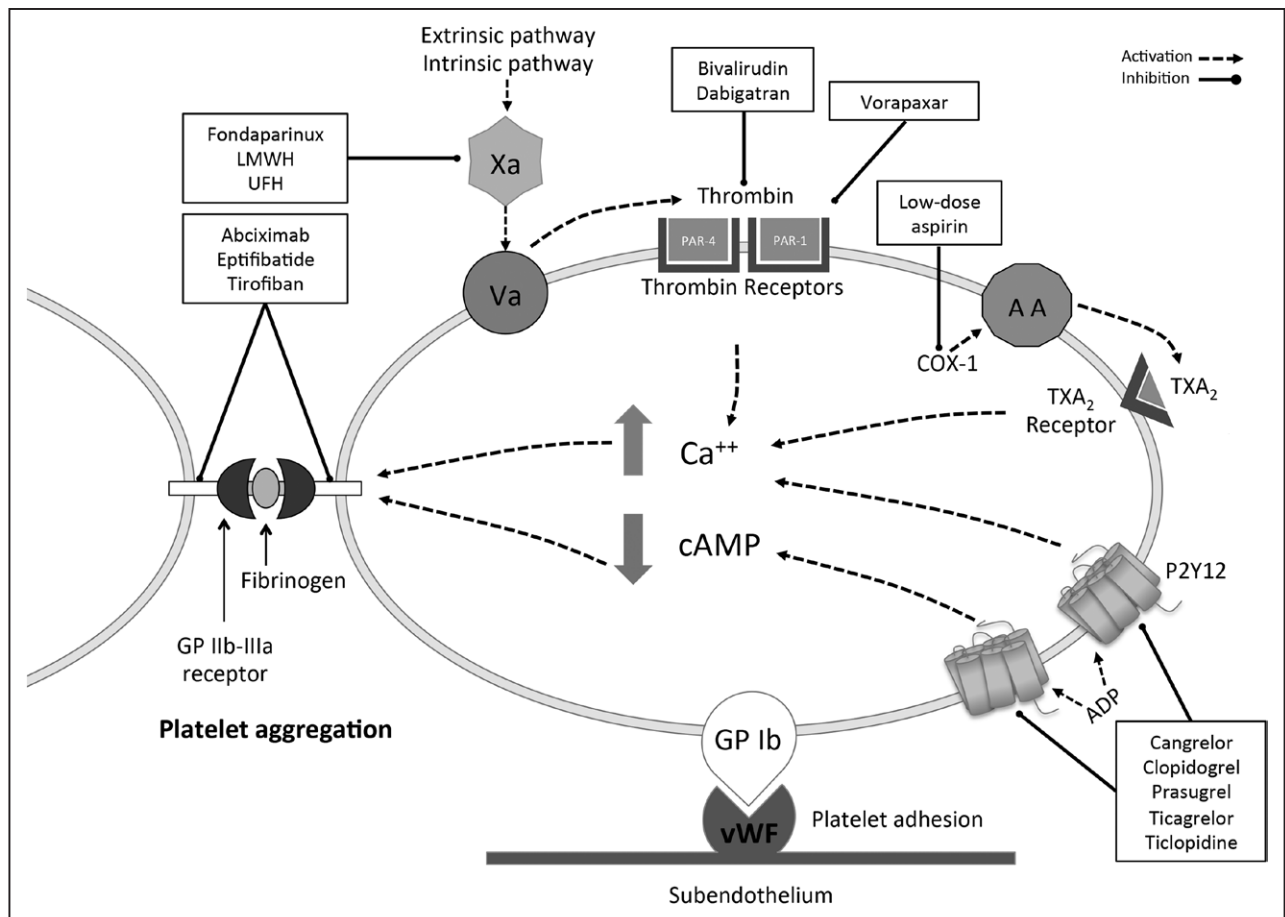 Extrinsic pathway
Intrinsic pathway
Activation
Inhibition
Bivalirudin
Dabigatran
Vorapaxar
Fondaparinux
LMWH
UFH
Xa
Thrombin
Low-dose
aspirin
Abciximab
Eptifibatide
Tirofiban
PAR-4
PAR-1
Va
Thrombin Receptors
A A
COX-1
TXA₂
TXA₂
Receptor
Ca⁺⁺
cAMP
P2Y12
Fibrinogen
GP IIb-IIIa
receptor
ADP
Platelet aggregation
GP Ib
Cangrelor
Clopidogrel
Prasugrel
Ticagrelor
Ticlopidine
vWF
Platelet adhesion
Subendothelium